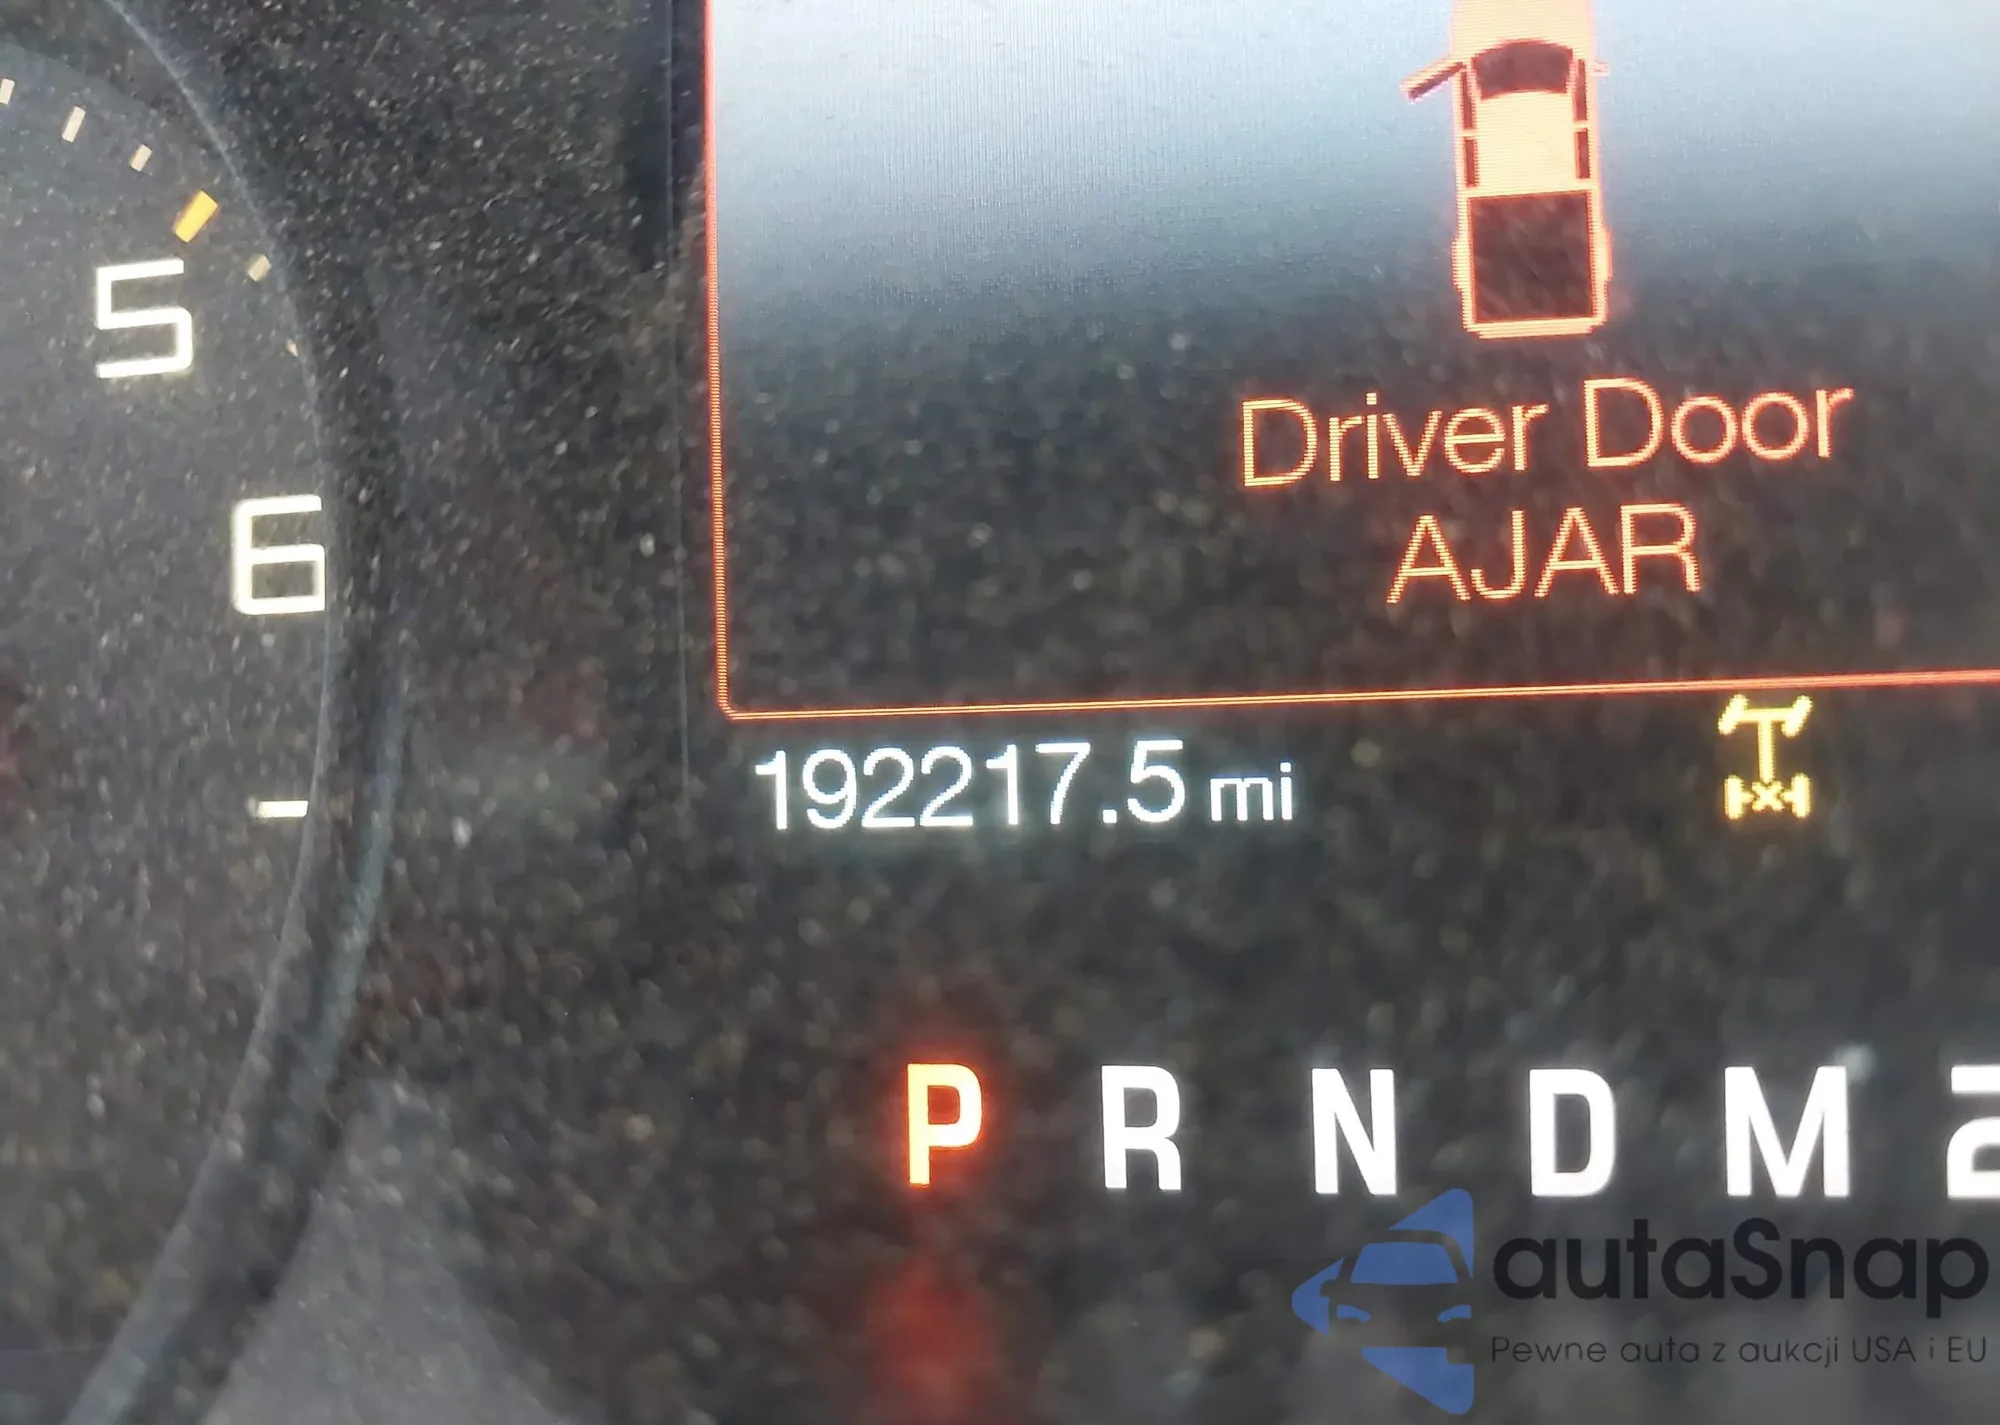 5
6
Driver Door
AJAR
192217.5 mi
P R N D M
autaSnap
Pewne auta z aukcji USA i EU